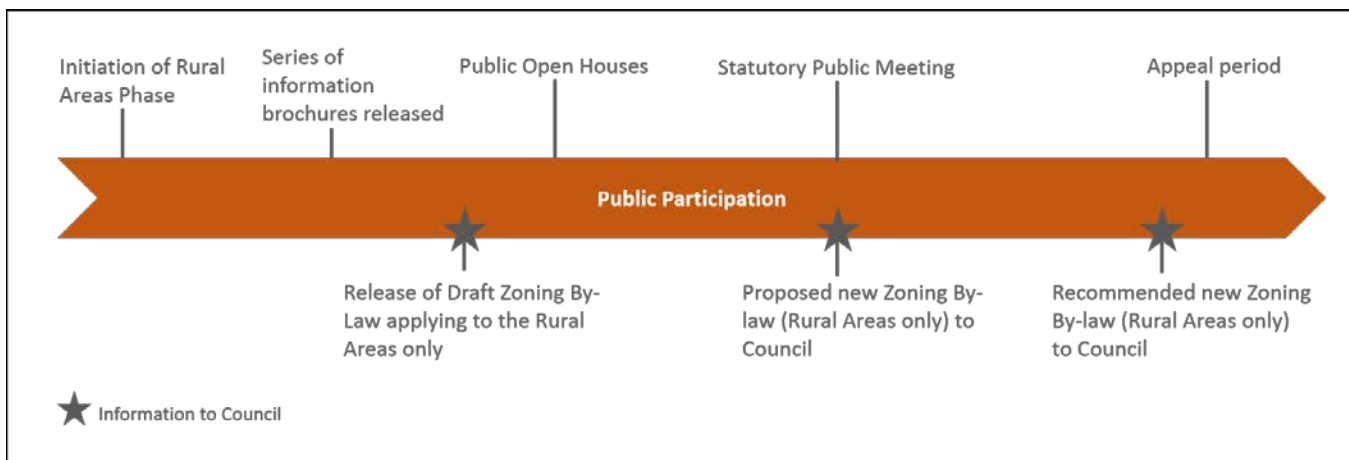 Initiation of Rural
Areas Phase
Series of
information
brochures released
Public Open Houses
Statutory Public Meeting
Appeal period
Public Participation
Release of Draft Zoning By-
Law applying to the Rural
Areas only
Proposed new Zoning By-
law (Rural Areas only) to
Council
Recommended new Zoning
By-law (Rural Areas only)
to Council
Information to Council